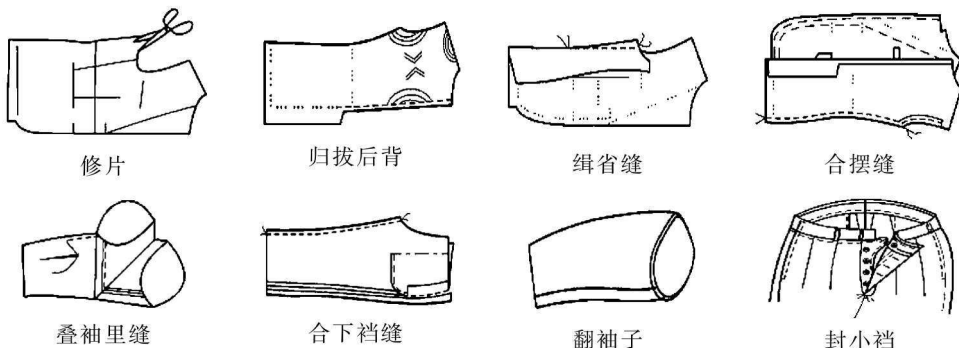 修片
归拔后背
缉省缝
合摆缝
叠袖里缝
合下裆缝
翻袖子
封小裆